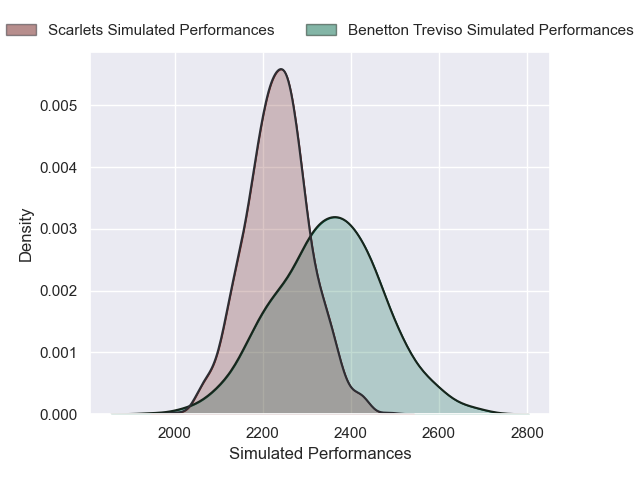 Scarlets Simulated Performances
Benetton Treviso Simulated Performances
0.005
0.004
0.003
0.002
0.001
0.000
Density
2000
2200
2400
2600
2800
Simulated Performances